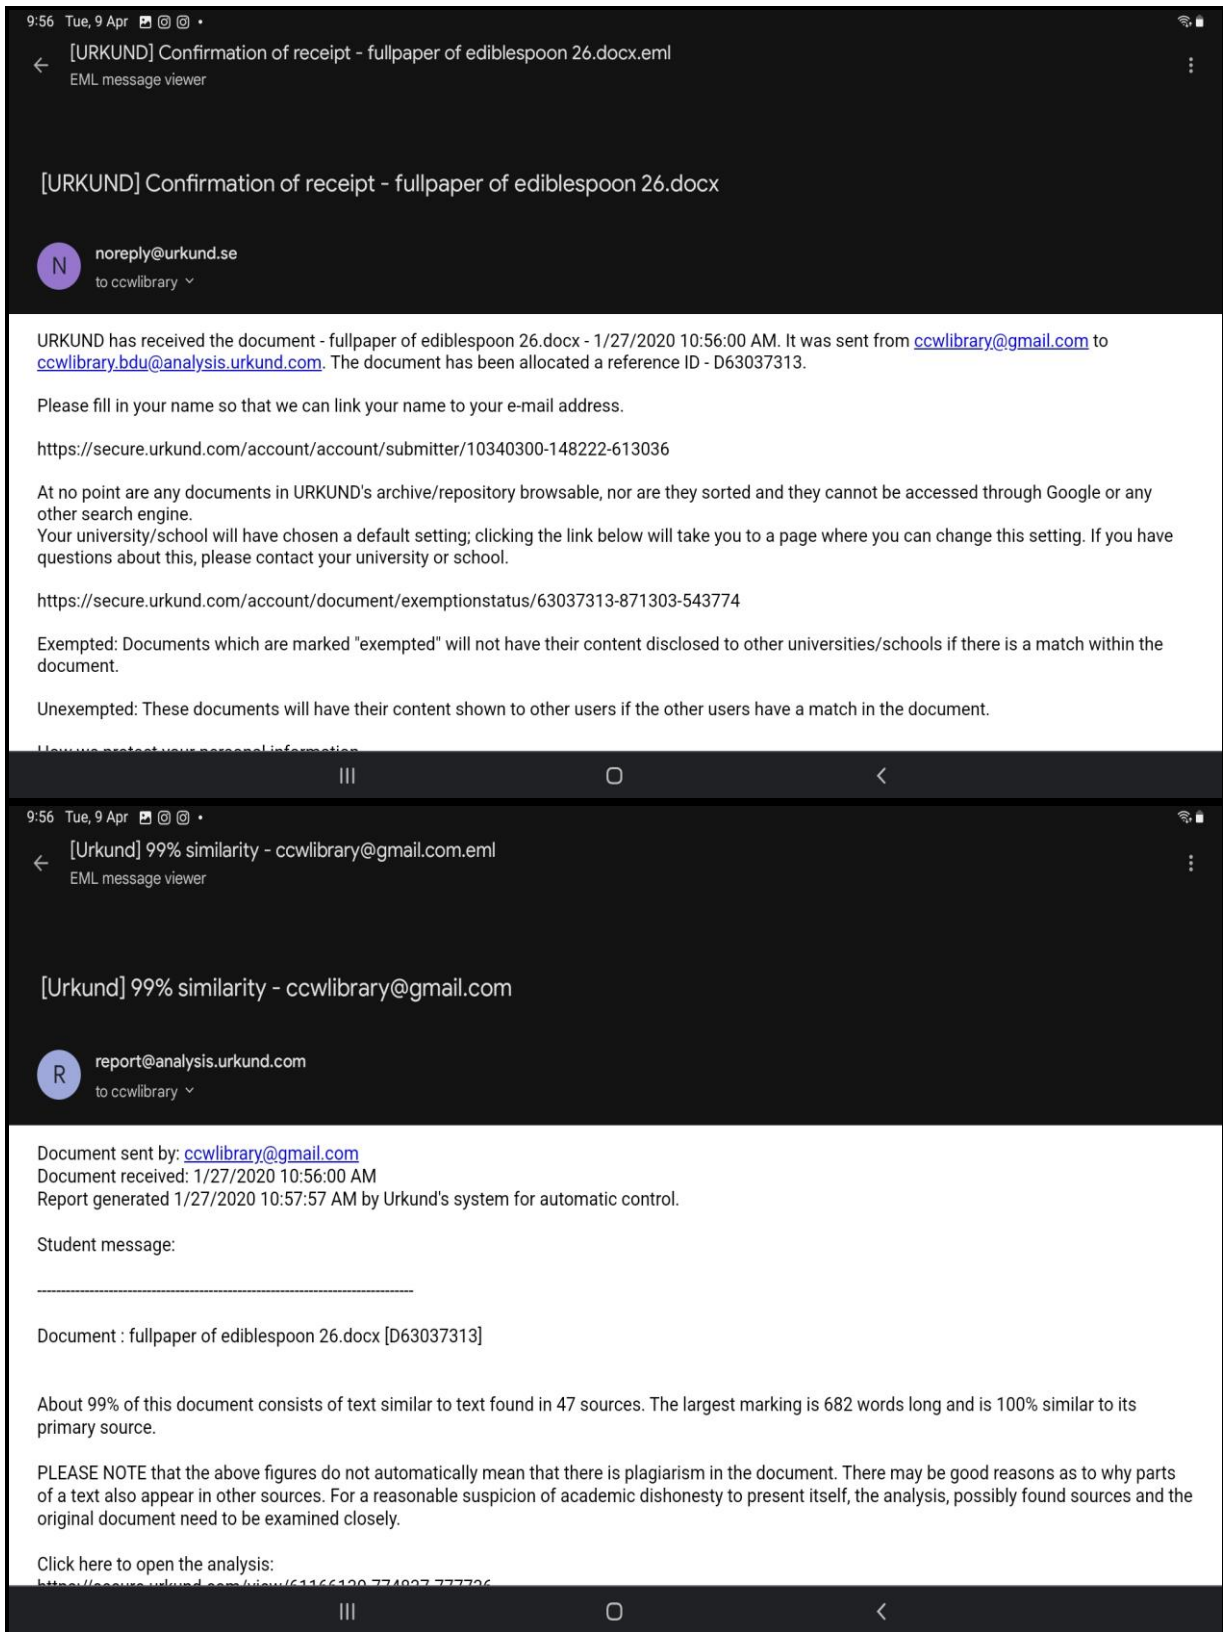 9:56 Tue, 9 Apr
[URKUND] Confirmation of receipt - fullpaper of ediblespoon 26.docx.eml
EML message viewer
[URKUND] Confirmation of receipt - fullpaper of ediblespoon 26.docx
N
noreply@urkund.se
to ccwlibrary
URKUND has received the document - fullpaper of ediblespoon 26.docx - 1/27/2020 10:56:00 AM. It was sent from ccwlibrary@gmail.com to
ccwlibrary.bdu@analysis.urkund.com. The document has been allocated a reference ID - D63037313.
Please fill in your name so that we can link your name to your e-mail address.
https://secure.urkund.com/account/account/submitter/10340300-148222-613036
At no point are any documents in URKUND's archive/repository browsable, nor are they sorted and they cannot be accessed through Google or any
other search engine.
Your university/school will have chosen a default setting; clicking the link below will take you to a page where you can change this setting. If you have
questions about this, please contact your university or school.
https://secure.urkund.com/account/document/exemptionstatus/63037313-871303-543774
Exempted: Documents which are marked "exempted" will not have their content disclosed to other universities/schools if there is a match within the
document.
Unexempted: These documents will have their content shown to other users if the other users have a match in the document.
How we protect your personal information
9:56 Tue, 9 Apr
[Urkund] 99% similarity - ccwlibrary@gmail.com.eml
EML message viewer
[Urkund] 99% similarity - ccwlibrary@gmail.com
R
report@analysis.urkund.com
to ccwlibrary
Document sent by: ccwlibrary@gmail.com
Document received: 1/27/2020 10:56:00 AM
Report generated 1/27/2020 10:57:57 AM by Urkund's system for automatic control.
Student message:
--------------------------------------------------------------------------------
Document : fullpaper of ediblespoon 26.docx [D63037313]
About 99% of this document consists of text similar to text found in 47 sources. The largest marking is 682 words long and is 100% similar to its
primary source.
PLEASE NOTE that the above figures do not automatically mean that there is plagiarism in the document. There may be good reasons as to why parts
of a text also appear in other sources. For a reasonable suspicion of academic dishonesty to present itself, the analysis, possibly found sources and the
original document need to be examined closely.
Click here to open the analysis: